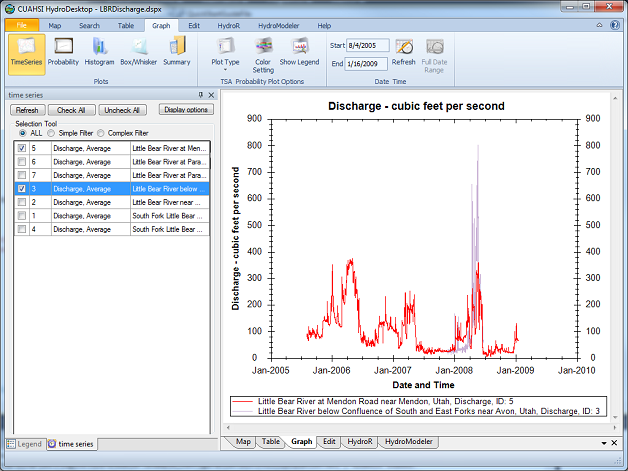 CUAHSI HydroDesktop - LBRDischarge.dspx
File Map Search Table Graph Edit HydroR HydroModeler
TimeSeries Probability Histogram Box/Whisker Summary
Plots
Plot Type Color Setting Show Legend
TSA Probability Plot Options
Start 8/4/2005
End 1/16/2009
Refresh Full Date Range
Date Time
time series
Refresh Check All Uncheck All Display options
Selection Tool
ALL Simple Filter Complex Filter
5 Discharge, Average Little Bear River at Men...
6 Discharge, Average Little Bear River at Para...
7 Discharge, Average Little Bear River at Para...
3 Discharge, Average Little Bear River below ...
2 Discharge, Average Little Bear River near ...
1 Discharge, Average South Fork Little Bear ...
4 Discharge, Average South Fork Little Bear ...
Legend time series
Discharge - cubic feet per second
Discharge - cubic feet per second
900 900
800 800
700 700
600 600
500 500
400 400
300 300
200 200
100 100
0 0
Jan-2005 Jan-2006 Jan-2007 Jan-2008 Jan-2009 Jan-2010
Date and Time
Little Bear River at Mendon Road near Mendon, Utah, Discharge, ID: 5
Little Bear River below Confluence of South and East Forks near Avon, Utah, Discharge, ID: 3
Map Table Graph Edit HydroR HydroModeler